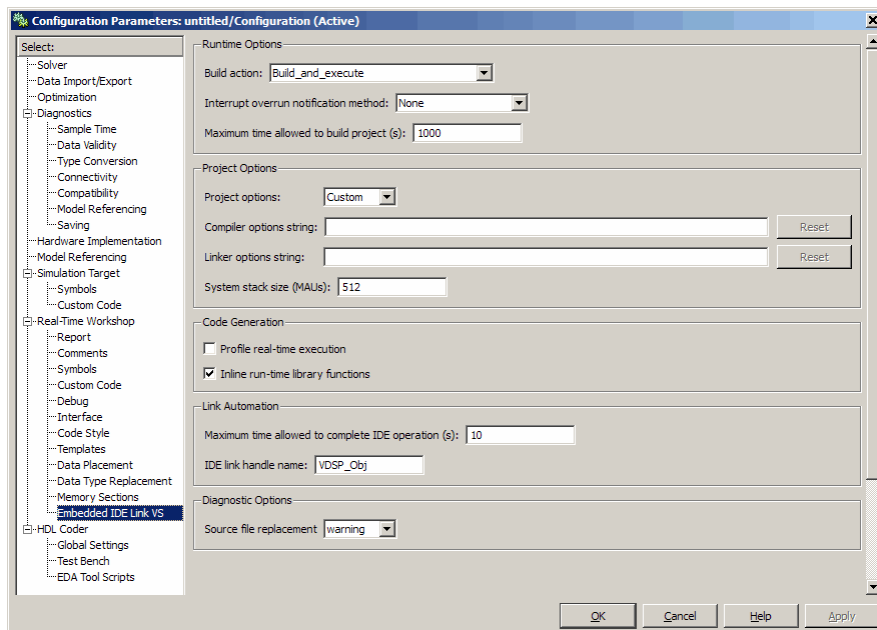 Configuration Parameters: untitled/Configuration (Active)
Select:
Solver
Data Import/Export
Optimization
Diagnostics
Sample Time
Data Validity
Type Conversion
Connectivity
Compatibility
Model Referencing
Saving
Hardware Implementation
Model Referencing
Simulation Target
Symbols
Custom Code
Real-Time Workshop
Report
Comments
Symbols
Custom Code
Debug
Interface
Code Style
Templates
Data Placement
Data Type Replacement
Memory Sections
Embedded IDE Link VS
HDL Coder
Global Settings
Test Bench
EDA Tool Scripts
Runtime Options
Build action: Build_and_execute
Interrupt overrun notification method: None
Maximum time allowed to build project (s): 1000
Project Options
Project options: Custom
Compiler options string: Reset
Linker options string: Reset
System stack size (MAUs): 512
Code Generation
Profile real-time execution
Inline run-time library functions
Link Automation
Maximum time allowed to complete IDE operation (s): 10
IDE link handle name: VDSP_Obj
Diagnostic Options
Source file replacement warning
OK Cancel Help Apply